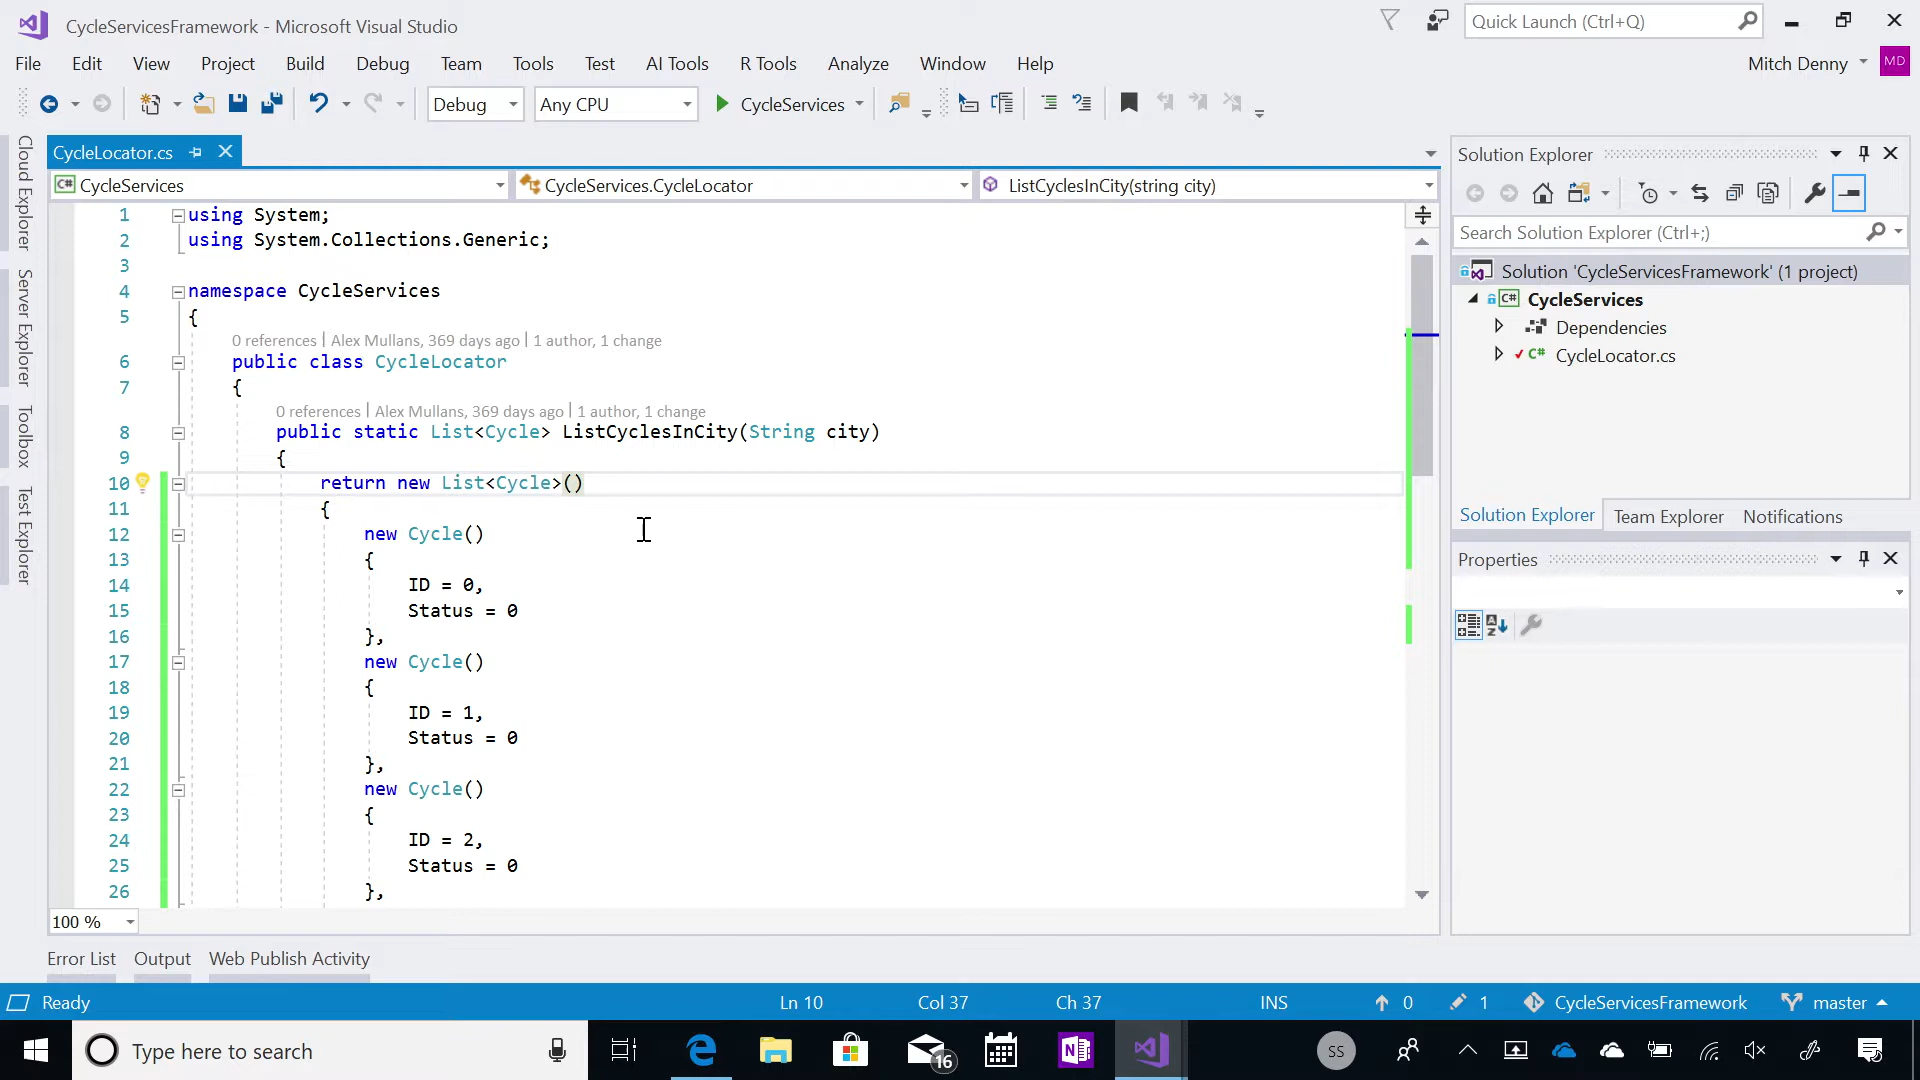 CycleServicesFramework - Microsoft Visual Studio
Quick Launch (Ctrl+Q)
File Edit View Project Build Debug Team Tools Test AI Tools R Tools Analyze Window Help
Mitch Denny MD
Debug Any CPU CycleServices
CycleLocator.cs
CycleServices CycleServices.CycleLocator ListCyclesInCity(string city)
Cloud Explorer
Server Explorer
Toolbox
Test Explorer
1 using System;
2 using System.Collections.Generic;
3
4 namespace CycleServices
5 {
0 references | Alex Mullans, 369 days ago | 1 author, 1 change
6 public class CycleLocator
7 {
0 references | Alex Mullans, 369 days ago | 1 author, 1 change
8 public static List<Cycle> ListCyclesInCity(String city)
9 {
10 return new List<Cycle>()
11 {
12 new Cycle()
13 {
14 ID = 0,
15 Status = 0
16 },
17 new Cycle()
18 {
19 ID = 1,
20 Status = 0
21 },
22 new Cycle()
23 {
24 ID = 2,
25 Status = 0
26 },
100 %
Solution Explorer
Search Solution Explorer (Ctrl+;)
Solution 'CycleServicesFramework' (1 project)
C# CycleServices
Dependencies
C# CycleLocator.cs
Solution Explorer Team Explorer Notifications
Properties
Error List Output Web Publish Activity
Ready Ln 10 Col 37 Ch 37 INS 0 1 CycleServicesFramework master
Type here to search
16
SS